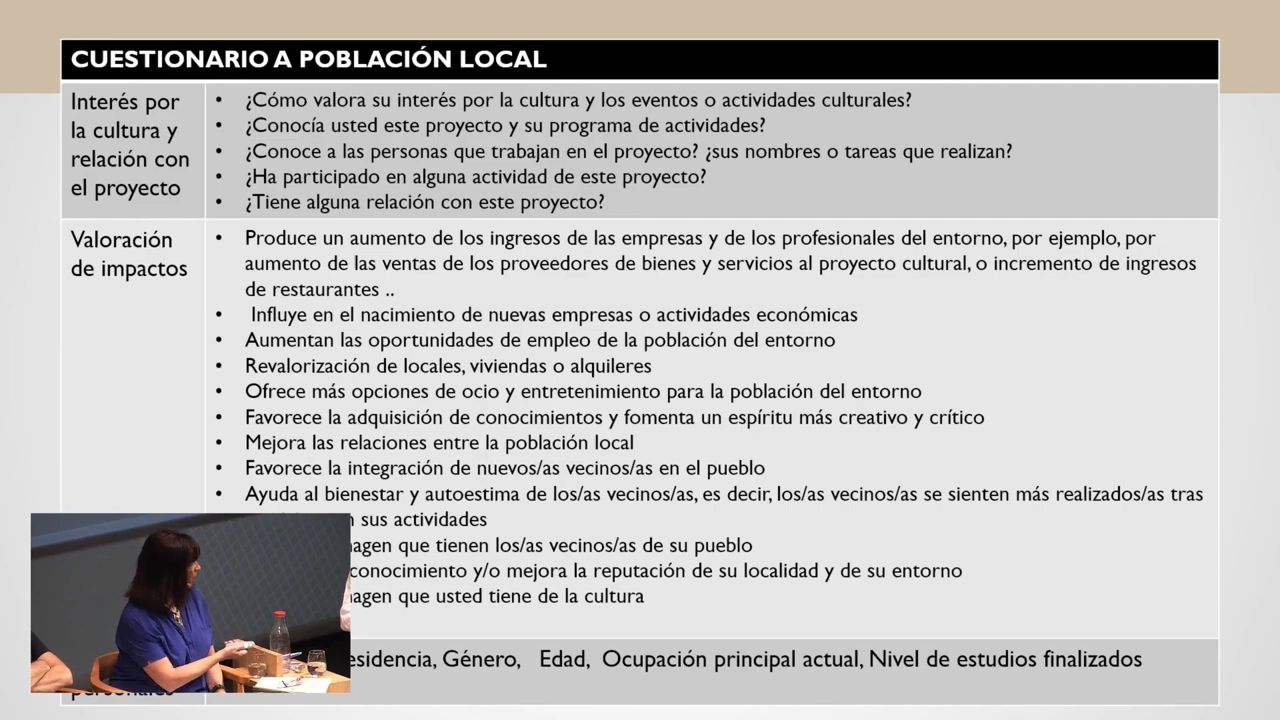 CUESTIONARIO A POBLACIÓN LOCAL
Interés por
la cultura y
relación con
el proyecto
• ¿Cómo valora su interés por la cultura y los eventos o actividades culturales?
• ¿Conocía usted este proyecto y su programa de actividades?
• ¿Conoce a las personas que trabajan en el proyecto? ¿sus nombres o tareas que realizan?
• ¿Ha participado en alguna actividad de este proyecto?
• ¿Tiene alguna relación con este proyecto?
Valoración
de impactos
• Produce un aumento de los ingresos de las empresas y de los profesionales del entorno, por ejemplo, por
aumento de las ventas de los proveedores de bienes y servicios al proyecto cultural, o incremento de ingresos
de restaurantes ..
• Influye en el nacimiento de nuevas empresas o actividades económicas
• Aumentan las oportunidades de empleo de la población del entorno
• Revalorización de locales, viviendas o alquileres
• Ofrece más opciones de ocio y entretenimiento para la población del entorno
• Favorece la adquisición de conocimientos y fomenta un espíritu más creativo y crítico
• Mejora las relaciones entre la población local
• Favorece la integración de nuevos/as vecinos/as en el pueblo
• Ayuda al bienestar y autoestima de los/as vecinos/as, es decir, los/as vecinos/as se sienten más realizados/as tras
sus actividades
que tienen los/as vecinos/as de su pueblo
conocimiento y/o mejora la reputación de su localidad y de su entorno
que usted tiene de la cultura
Género, Edad, Ocupación principal actual, Nivel de estudios finalizados